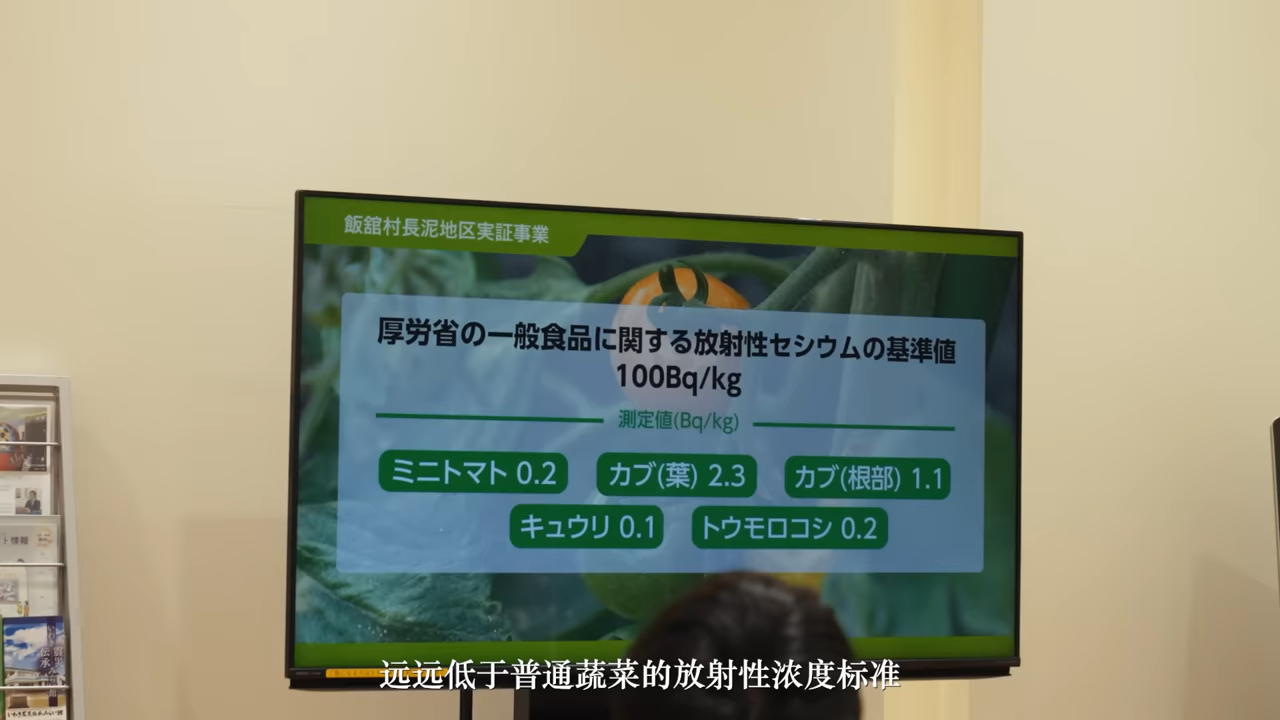 飯舘村長泥地区実証事業
厚労省の一般食品に関する放射性セシウムの基準値
100Bq/kg
測定値(Bq/kg)
ミニトマト 0.2
カブ(葉) 2.3
カブ(根部) 1.1
キュウリ 0.1
トウモロコシ 0.2
ト情報
远远低于普通蔬菜的放射性浓度标准